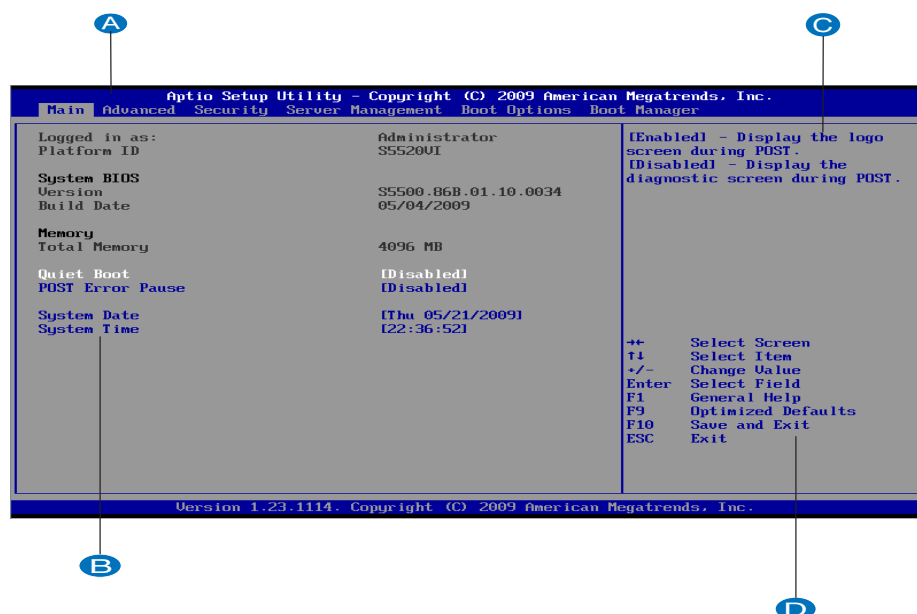 A
C
Aptio Setup Utility - Copyright (C) 2009 American Megatrends, Inc.
Main Advanced Security Server Management Boot Options Boot Manager
Logged in as: Administrator
Platform ID S5520UI
System BIOS
Version S5500.86B.01.10.0034
Build Date 05/04/2009
Memory
Total Memory 4096 MB
Quiet Boot [Disabled]
POST Error Pause [Disabled]
System Date [Thu 05/21/2009]
System Time [22:36:52]
[Enabled] - Display the logo
screen during POST.
[Disabled] - Display the
diagnostic screen during POST.
→← Select Screen
↑↓ Select Item
+/- Change Value
Enter Select Field
F1 General Help
F9 Optimized Defaults
F10 Save and Exit
ESC Exit
Version 1.23.1114. Copyright (C) 2009 American Megatrends, Inc.
B
D